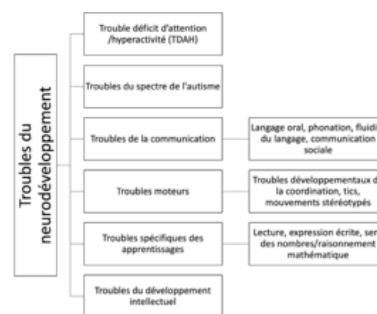 Troubles du
neurodéveloppement
Trouble déficit d'attention
/hyperactivité (TDAH)
Troubles du spectre de l'autisme
Troubles de la communication
Langage oral, phonation, fluidi
du langage, communication
sociale
Troubles moteurs
Troubles développementaux d
la coordination, tics,
mouvements stéréotypés
Troubles spécifiques des
apprentissages
Lecture, expression écrite, sen
des nombres/raisonnement
mathématique
Troubles du développement
intellectuel